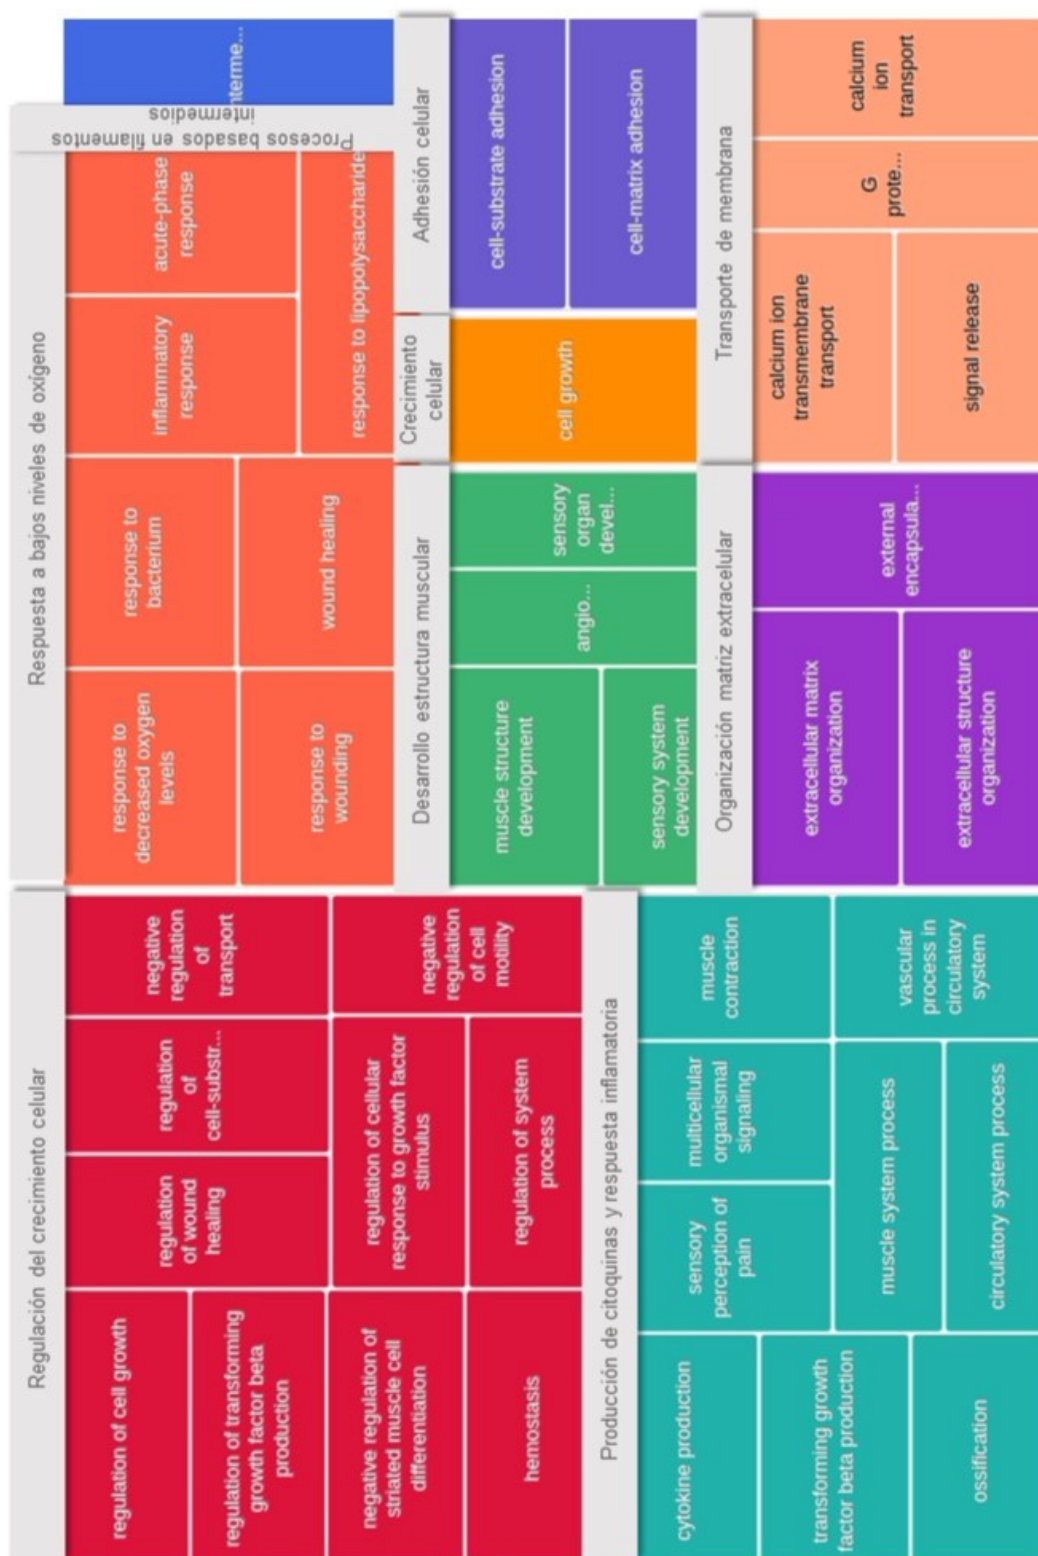 Regulación del crecimiento celular
regulation of cell growth
regulation of transforming
growth factor beta
production
negative regulation of
striated muscle cell
differentiation
hemostasis
regulation
of wound
healing
regulation
of
cell-substr...
negative
regulation
of
transport
regulation of cellular
response to growth factor
stimulus
regulation of system
process
negative
regulation
of cell
motility
Producción de citoquinas y respuesta inflamatoria
cytokine production
transforming growth
factor beta production
ossification
sensory
perception of
pain
multicellular
organismal
signaling
muscle
contraction
muscle system process
circulatory system process
vascular
process in
circulatory
system
Respuesta a bajos niveles de oxígeno
response to
decreased oxygen
levels
response to
wounding
response to
bacterium
wound healing
inflammatory
response
acute-phase
response
response to lipopolysaccharide
Procesos basados en filamentos
intermedios
interme...
Desarrollo estructura muscular
muscle structure
development
sensory system
development
angio...
sensory
organ
devel...
Crecimiento
celular
cell growth
Adhesión celular
cell-substrate adhesion
cell-matrix adhesion
Organización matriz extracelular
extracellular matrix
organization
extracellular structure
organization
external
encapsula...
Transporte de membrana
calcium ion
transmembrane
transport
signal release
G
prote...
calcium
ion
transport